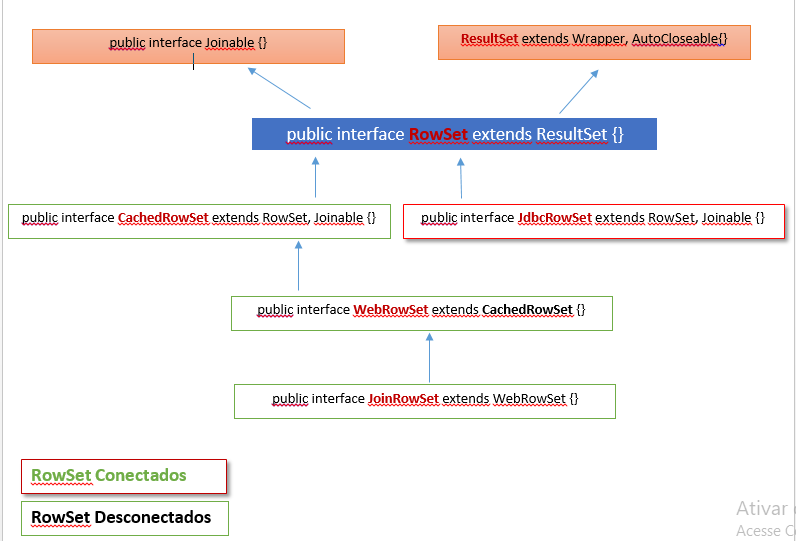 public interface Joinable {}
ResultSet extends Wrapper, AutoCloseable{}
public interface RowSet extends ResultSet {}
public interface CachedRowSet extends RowSet, Joinable {}
public interface JdbcRowSet extends RowSet, Joinable {}
public interface WebRowSet extends CachedRowSet {}
public interface JoinRowSet extends WebRowSet {}
RowSet Conectados
RowSet Desconectados
Ativar
Acesse